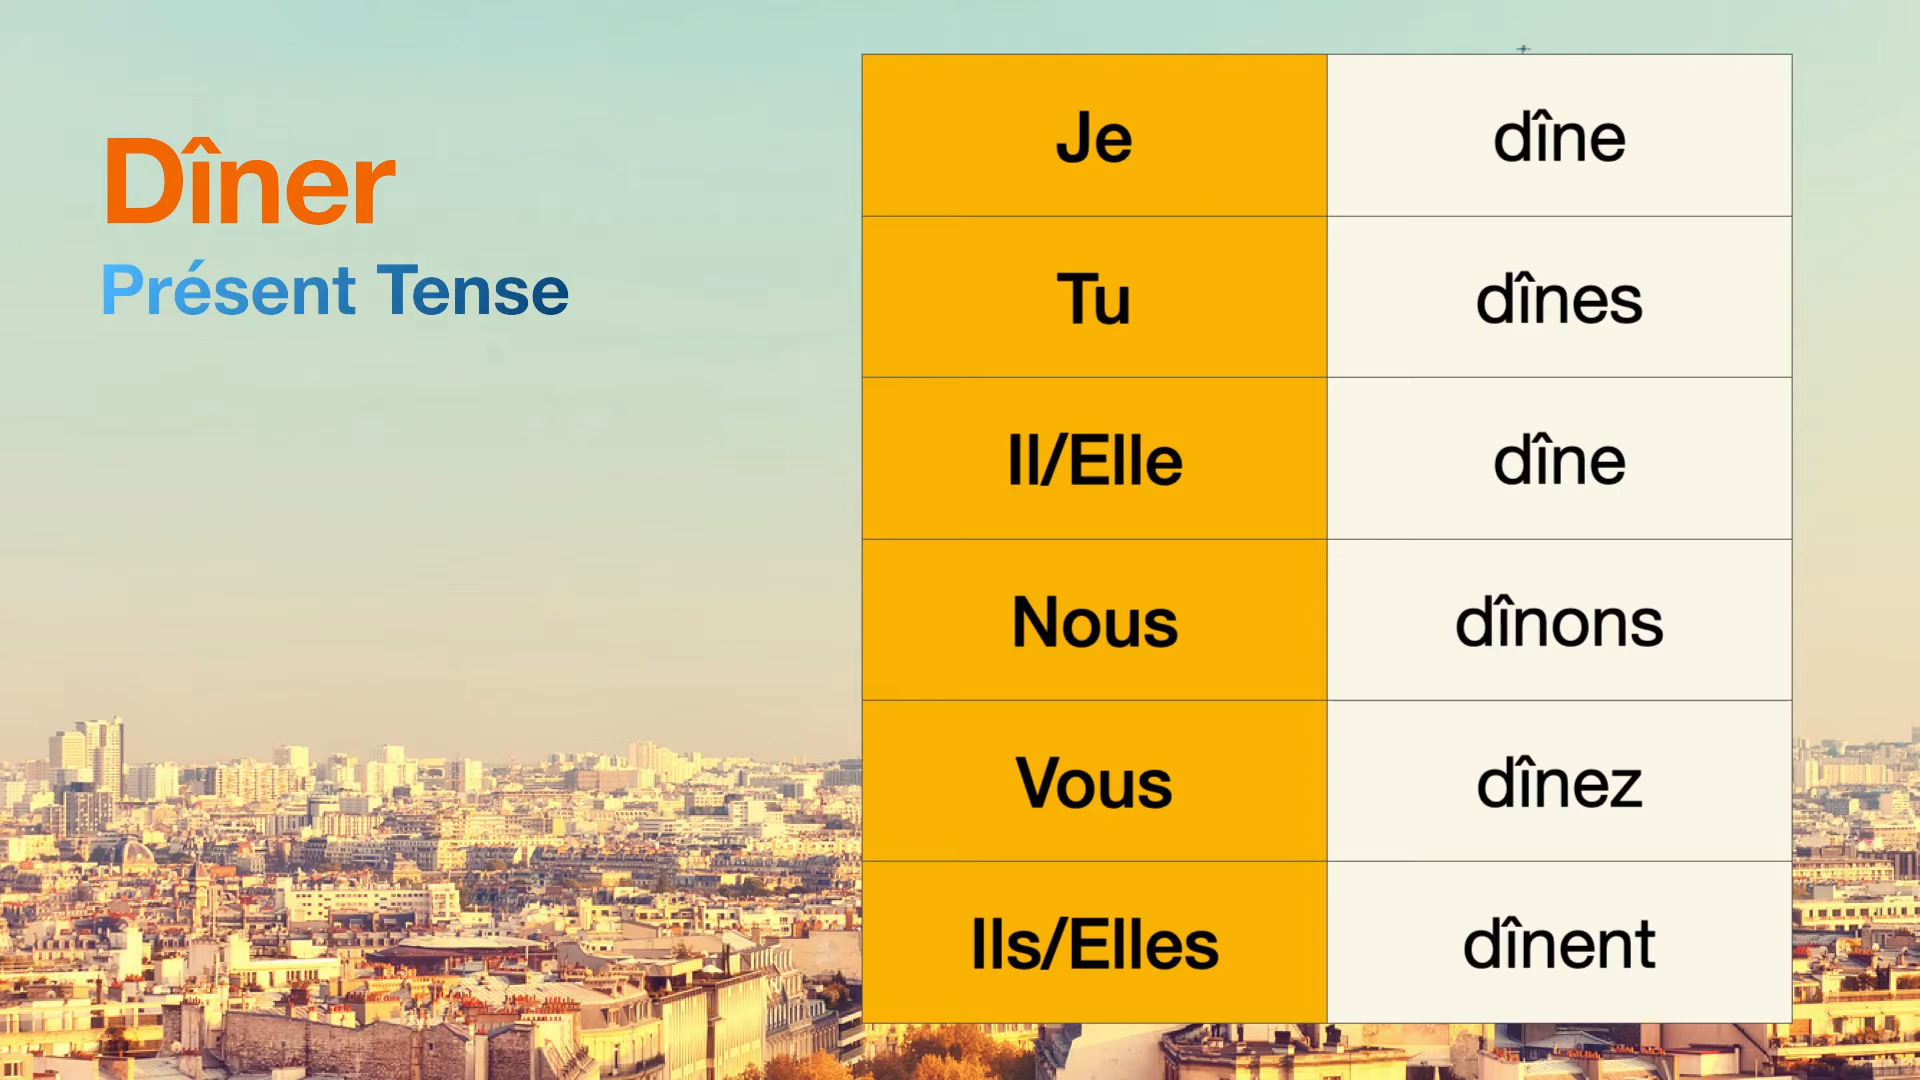 Dîner
Présent Tense
Je dîne
Tu dînes
Il/Elle dîne
Nous dînons
Vous dînez
Ils/Elles dînent